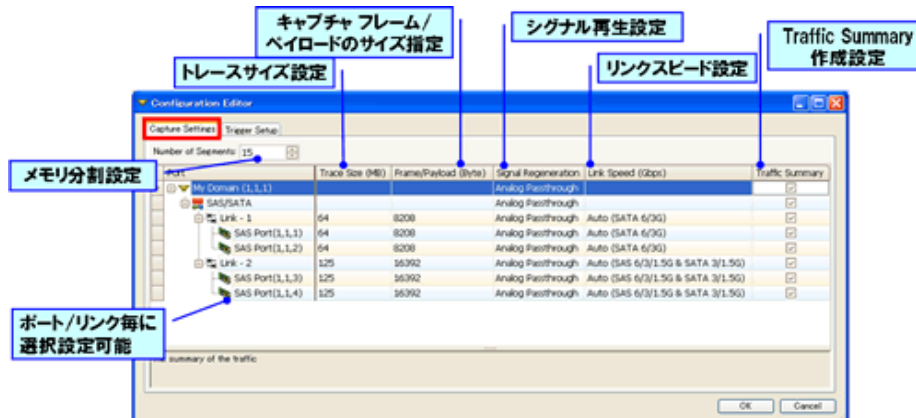 キャプチャ フレーム/
ペイロードのサイズ指定
シグナル再生設定
Traffic Summary
作成設定
トレースサイズ設定
リンクスピード設定
Configuration Editor
Capture Settings Trigger Setup
Number of Segments: 15
メモリ分割設定
Port Trace Size (MB) Frame/Payload (Byte) Signal Regeneration Link Speed (Gbps) Traffic Summary
My Domain (1,1,1) Analog Passthrough
SAS/SATA Analog Passthrough
Link - 1 64 8208 Analog Passthrough Auto (SATA 6/3G)
SAS Port(1,1,1) 64 8208 Analog Passthrough Auto (SATA 6/3G)
SAS Port(1,1,2) 64 8208 Analog Passthrough Auto (SATA 6/3G)
Link - 2 125 16392 Analog Passthrough Auto (SAS 6/3/1.5G & SATA 3/1.5G)
SAS Port(1,1,3) 125 16392 Analog Passthrough Auto (SAS 6/3/1.5G & SATA 3/1.5G)
SAS Port(1,1,4) 125 16392 Analog Passthrough Auto (SAS 6/3/1.5G & SATA 3/1.5G)
ポート/リンク毎に
選択設定可能
summary of the traffic
OK Cancel